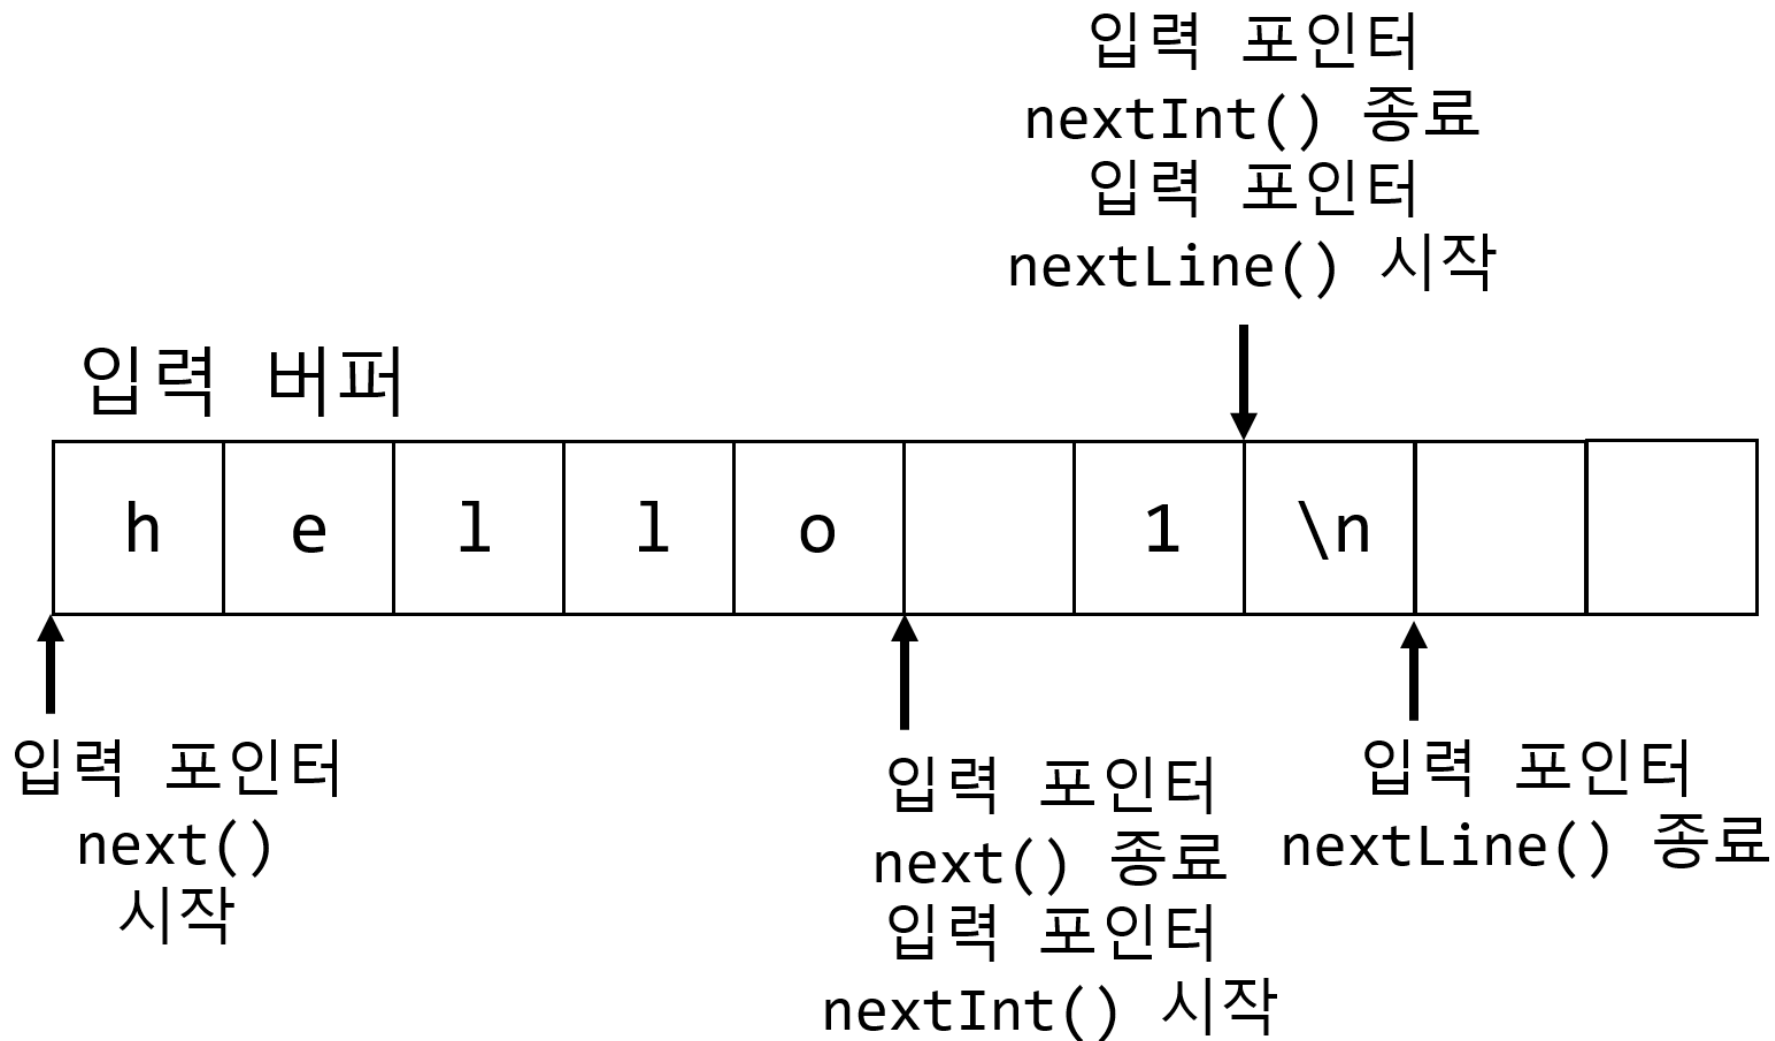 입력 포인터
nextInt() 종료
입력 포인터
nextLine() 시작
입력 버퍼
h e l l o 1 \n
입력 포인터
next()
시작
입력 포인터
next() 종료
입력 포인터
nextInt() 시작
입력 포인터
nextLine() 종료